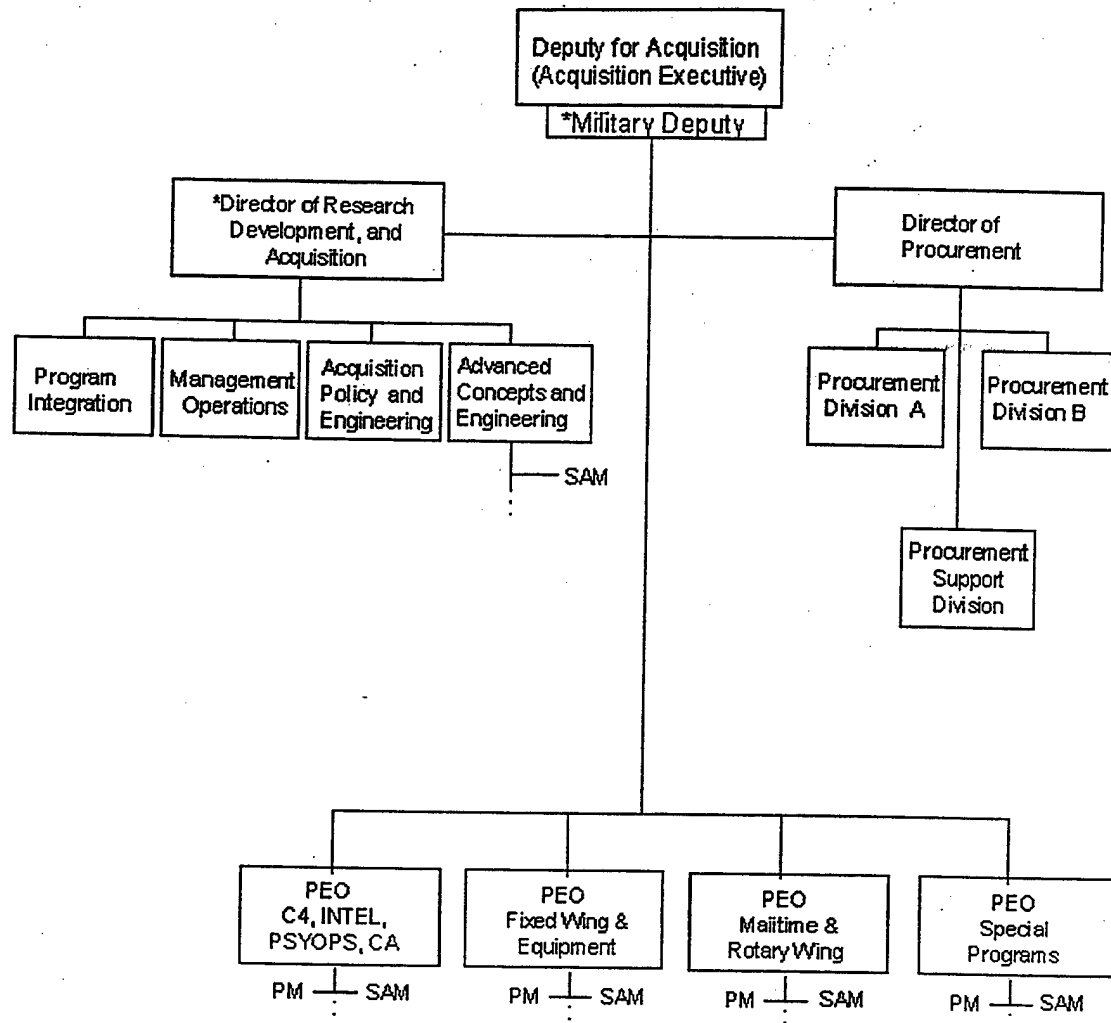 Deputy for Acquisition
(Acquisition Executive)
*Military Deputy
*Director of Research
Development, and
Acquisition
Director of
Procurement
Program
Integration
Management
Operations
Acquisition
Policy and
Engineering
Advanced
Concepts and
Engineering
SAM
Procurement
Division A
Procurement
Division B
Procurement
Support
Division
PEO
C4, INTEL,
PSYOPS, CA
PM SAM
PEO
Fixed Wing &
Equipment
PM SAM
PEO
Maiitime &
Rotary Wing
PM SAM
PEO
Special
Programs
PM SAM